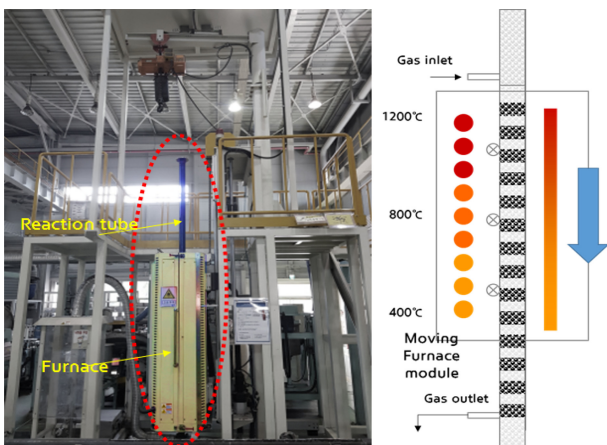 Reaction tube
Furnace
Gas inlet
1200℃
800℃
400℃
Moving
Furnace
module
Gas outlet